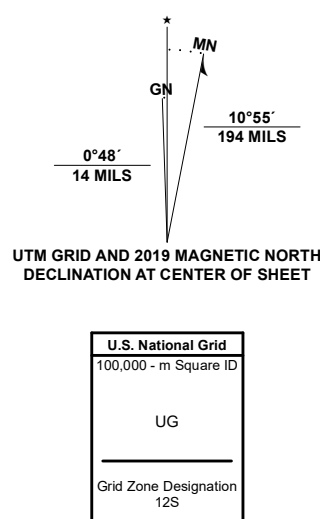 ★
MN
GN
0°48´
14 MILS
10°55´
194 MILS
UTM GRID AND 2019 MAGNETIC NORTH
DECLINATION AT CENTER OF SHEET
U.S. National Grid
100,000 - m Square ID
UG
Grid Zone Designation
12S